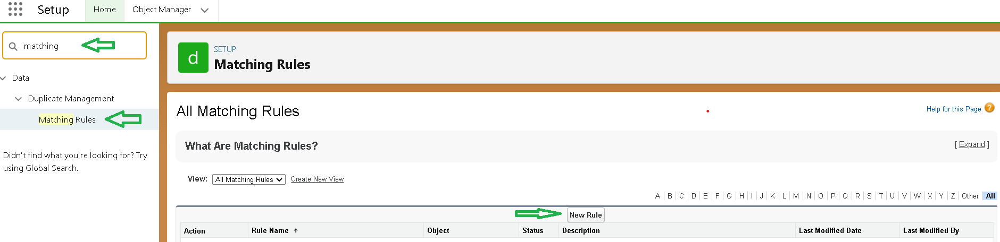 Setup Home Object Manager
matching
Data
Duplicate Management
Matching Rules
Didn't find what you're looking for? Try
using Global Search.
d
SETUP
Matching Rules
All Matching Rules
Help for this Page ?
What Are Matching Rules?
[ Expand ]
View: All Matching Rules Create New View
A B C D E F G H I J K L M N O P Q R S T U V W X Y Z Other All
New Rule
Action Rule Name Object Status Description Last Modified Date Last Modified By